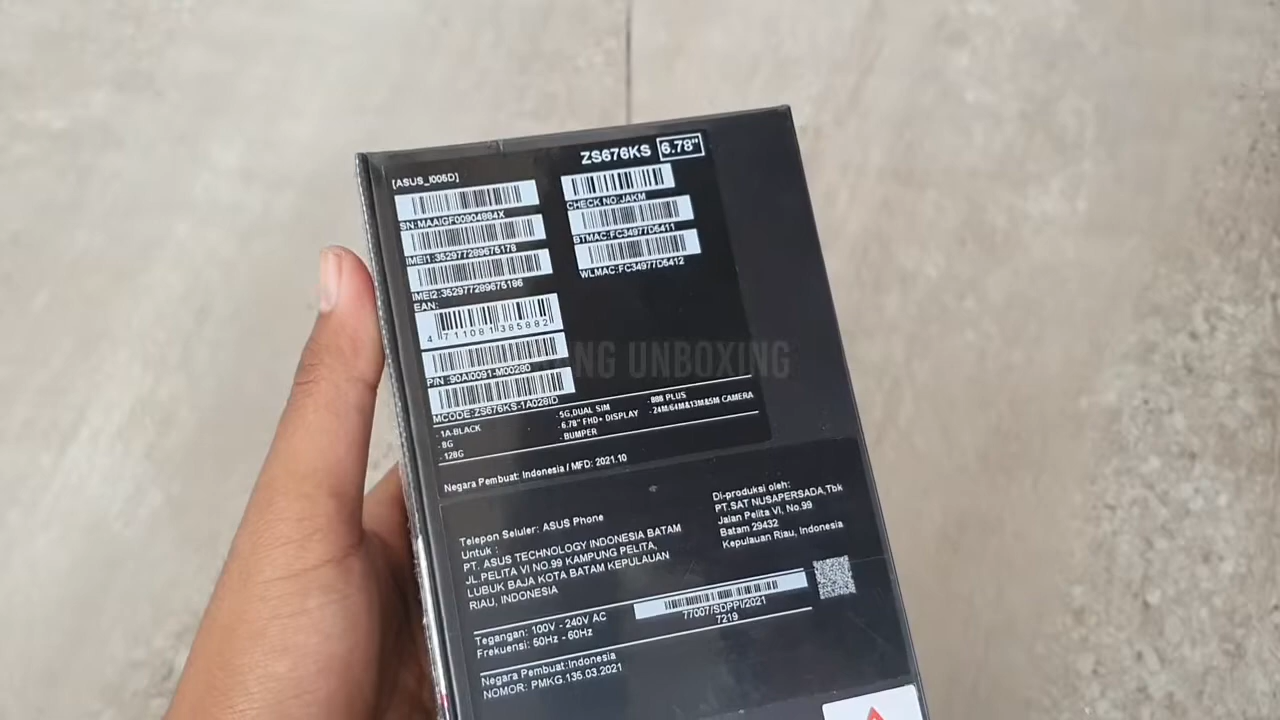 ZS676KS 6.78"
[ASUS_I005D]
SN:MAAIGF00904884X
IMEI1:352977289675178
IMEI2:352977289675186
EAN:
4 711081 385882
P/N :90AI0091-M00280
MCODE:ZS676KS-1A028ID
CHECK NO:JAKM
BTMAC:FC34977D5411
WLMAC:FC34977D5412
UNBOXING
· 1A-BLACK
· 8G
· 128G
· 5G,DUAL SIM
· 6.78" FHD+ DISPLAY
· BUMPER
· 888 PLUS
· 24M/64M&13M&5M CAMERA
Negara Pembuat: Indonesia / MFD: 2021.10
Telepon Seluler: ASUS Phone
Untuk :
PT. ASUS TECHNOLOGY INDONESIA BATAM
JL.PELITA VI NO.99 KAMPUNG PELITA,
LUBUK BAJA KOTA BATAM KEPULAUAN
RIAU, INDONESIA
Di-produksi oleh:
PT.SAT NUSAPERSADA,Tbk
Jalan Pelita VI, No.99
Batam 29432
Kepulauan Riau, Indonesia
Tegangan: 100V - 240V AC
Frekuensi: 50Hz - 60Hz
77007/SDPPI/2021
7219
Negara Pembuat:Indonesia
NOMOR: PMKG.135.03.2021